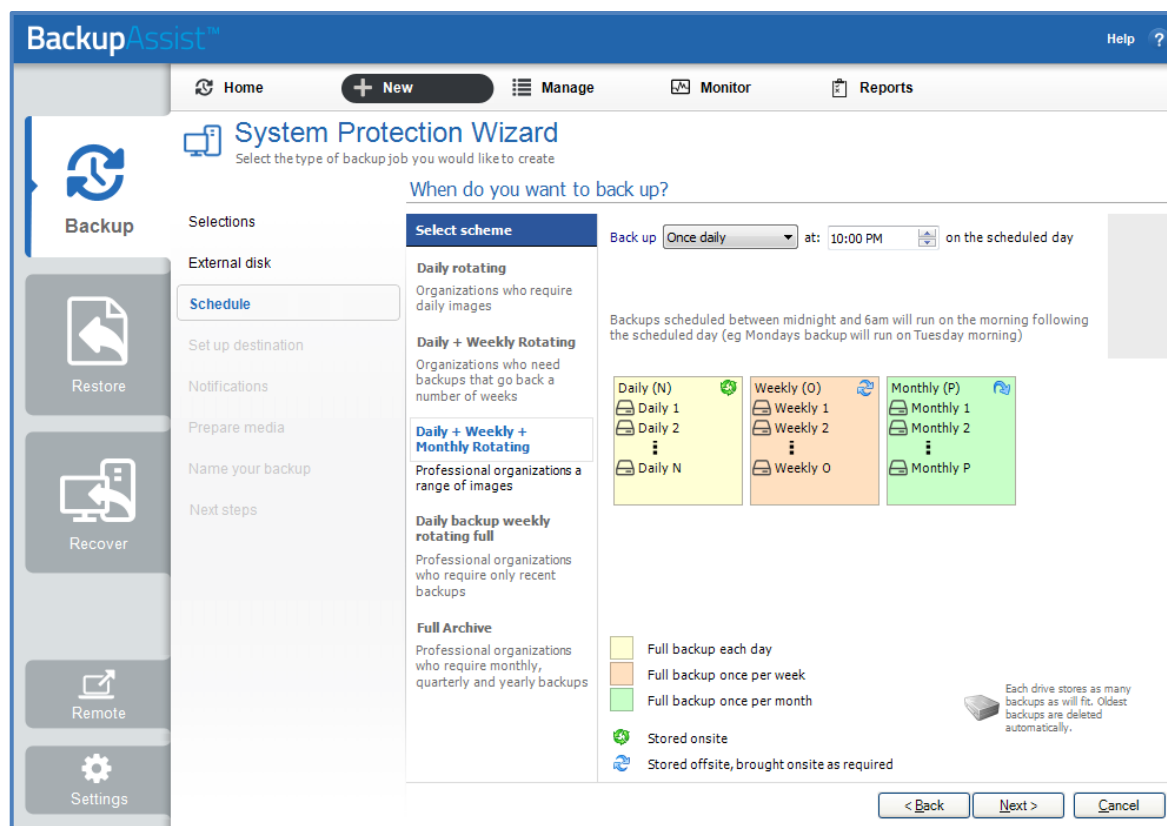 BackupAssist™
Help ?
Home
New
Manage
Monitor
Reports
Backup
Restore
Recover
Remote
Settings
System Protection Wizard
Select the type of backup job you would like to create
Selections
External disk
Schedule
Set up destination
Notifications
Prepare media
Name your backup
Next steps
When do you want to back up?
Select scheme
Daily rotating
Organizations who require
daily images
Daily + Weekly Rotating
Organizations who need
backups that go back a
number of weeks
Daily + Weekly +
Monthly Rotating
Professional organizations a
range of images
Daily backup weekly
rotating full
Professional organizations
who require only recent
backups
Full Archive
Professional organizations
who require monthly,
quarterly and yearly backups
Back up Once daily at: 10:00 PM on the scheduled day
Backups scheduled between midnight and 6am will run on the morning following
the scheduled day (eg Mondays backup will run on Tuesday morning)
Daily (N)
Daily 1
Daily 2
Daily N
Weekly (O)
Weekly 1
Weekly 2
Weekly O
Monthly (P)
Monthly 1
Monthly 2
Monthly P
Full backup each day
Full backup once per week
Full backup once per month
Stored onsite
Stored offsite, brought onsite as required
Each drive stores as many
backups as will fit. Oldest
backups are deleted
automatically.
< Back
Next >
Cancel